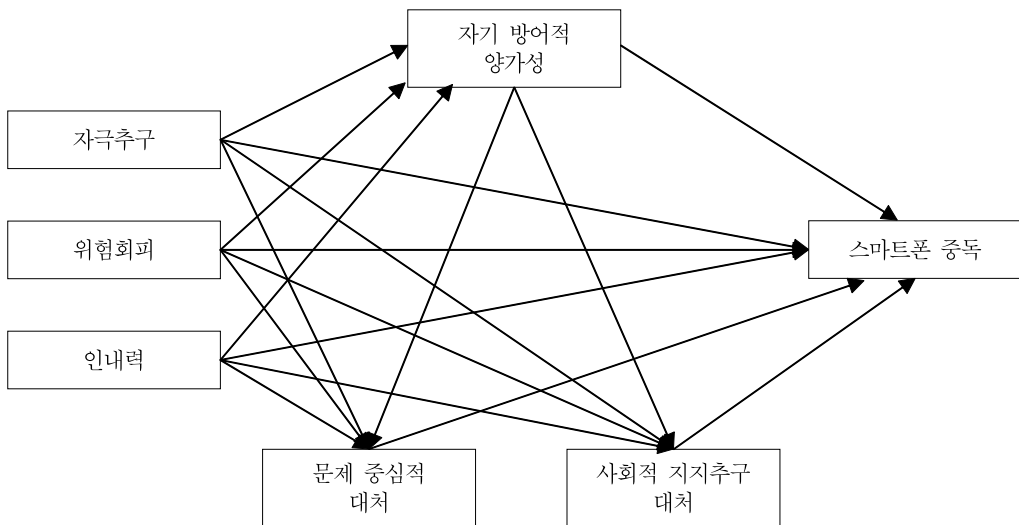 자기 방어적
양가성
자극추구
위험회피
스마트폰 중독
인내력
문제 중심적
대처
사회적 지지추구
대처